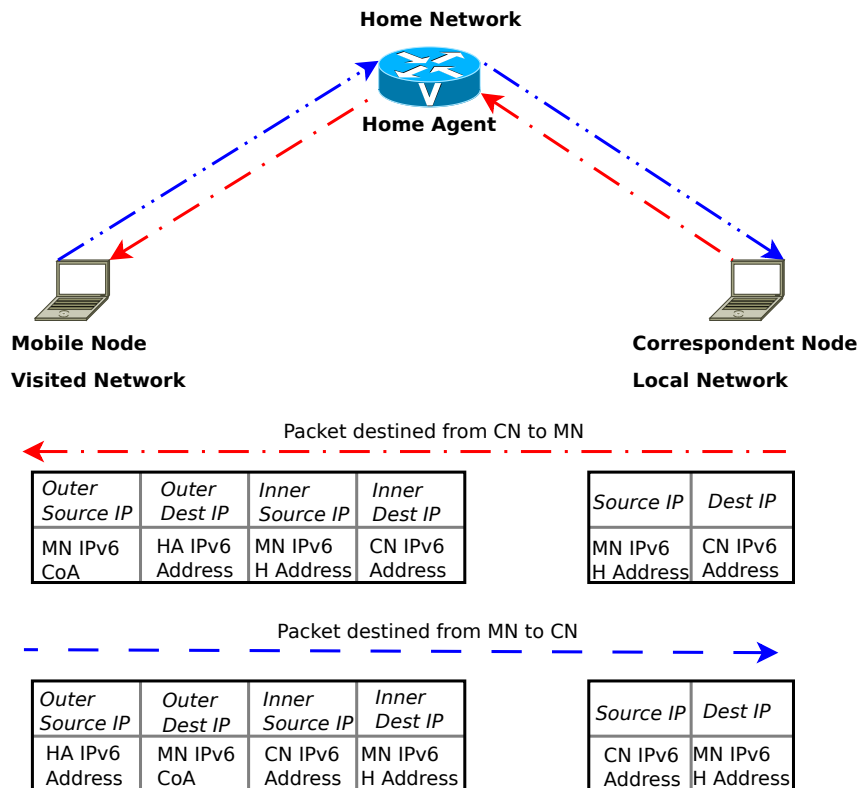 Home Network
V
Home Agent
Mobile Node
Visited Network
Correspondent Node
Local Network
Packet destined from CN to MN
Outer Source IP
Outer Dest IP
Inner Source IP
Inner Dest IP
MN IPv6 CoA
HA IPv6 Address
MN IPv6 H Address
CN IPv6 Address
Source IP
Dest IP
MN IPv6 H Address
CN IPv6 Address
Packet destined from MN to CN
Outer Source IP
Outer Dest IP
Inner Source IP
Inner Dest IP
HA IPv6 Address
MN IPv6 CoA
CN IPv6 Address
MN IPv6 H Address
Source IP
Dest IP
CN IPv6 Address
MN IPv6 H Address